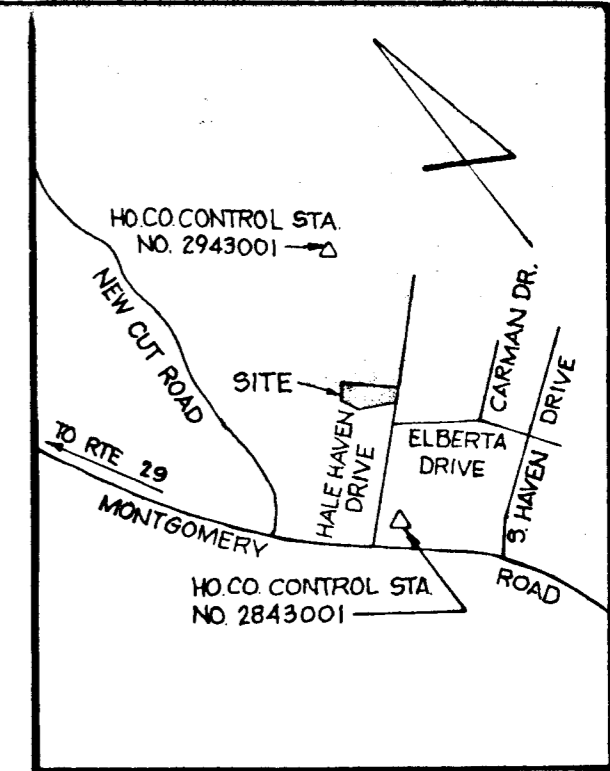 HO.CO.CONTROL STA.
NO. 2943001
NEW CUT ROAD
CARMAN DR.
SITE
HALE HAVEN
DRIVE
ELBERTA
DRIVE
S. HAVEN DRIVE
TO RTE 29
MONTGOMERY ROAD
HO.CO. CONTROL STA.
NO. 2843001